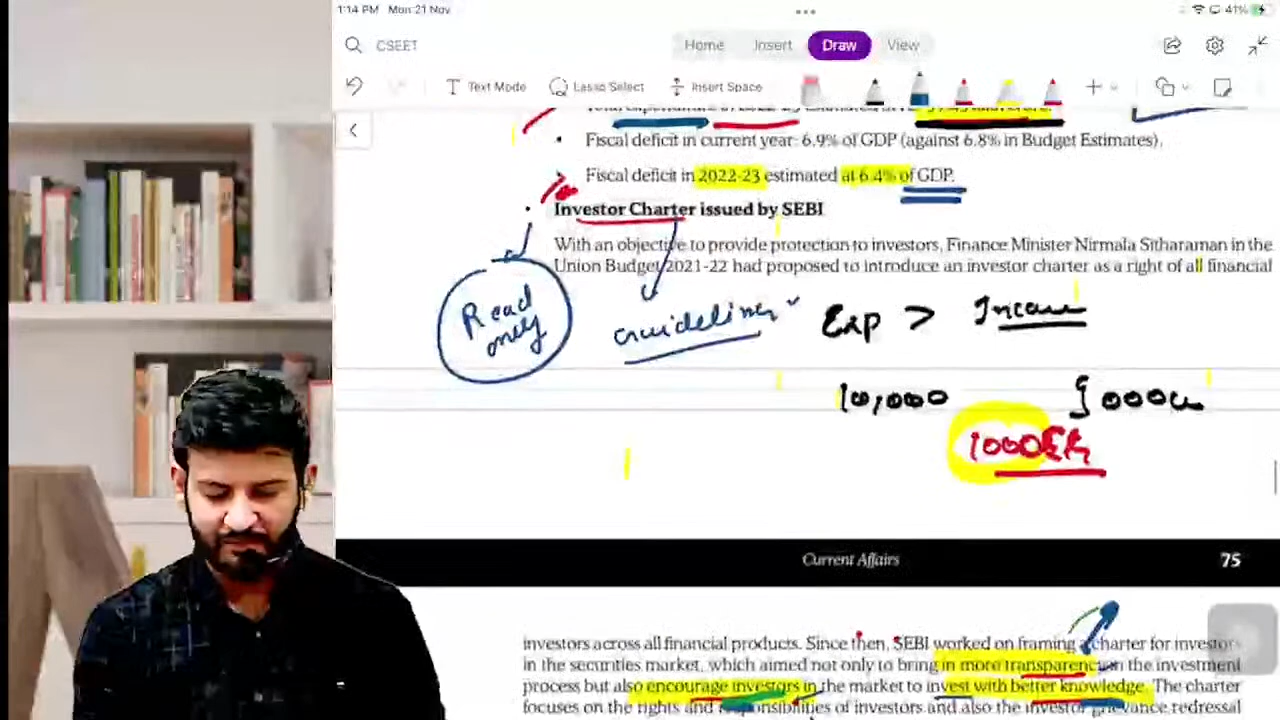 1:14 PM Mon 21 Nov
41%
CSEET
Home Insert Draw View
Text Mode Lasso Select Insert Space
• Fiscal deficit in current year: 6.9% of GDP (against 6.8% in Budget Estimates).
Fiscal deficit in 2022-23 estimated at 6.4% of GDP.
• Investor Charter issued by SEBI
With an objective to provide protection to investors, Finance Minister Nirmala Sitharaman in the
Union Budget 2021-22 had proposed to introduce an investor charter as a right of all financial
Read
only
Guidelines
Exp > Income
10,000
Current Affairs 75
investors across all financial products. Since then, SEBI worked on framing a charter for investors
in the securities market, which aimed not only to bring in more transparency in the investment
process but also encourage investors in the market to invest with better knowledge. The charter
focuses on the rights and responsibilities of investors and also the investor grievance redressal